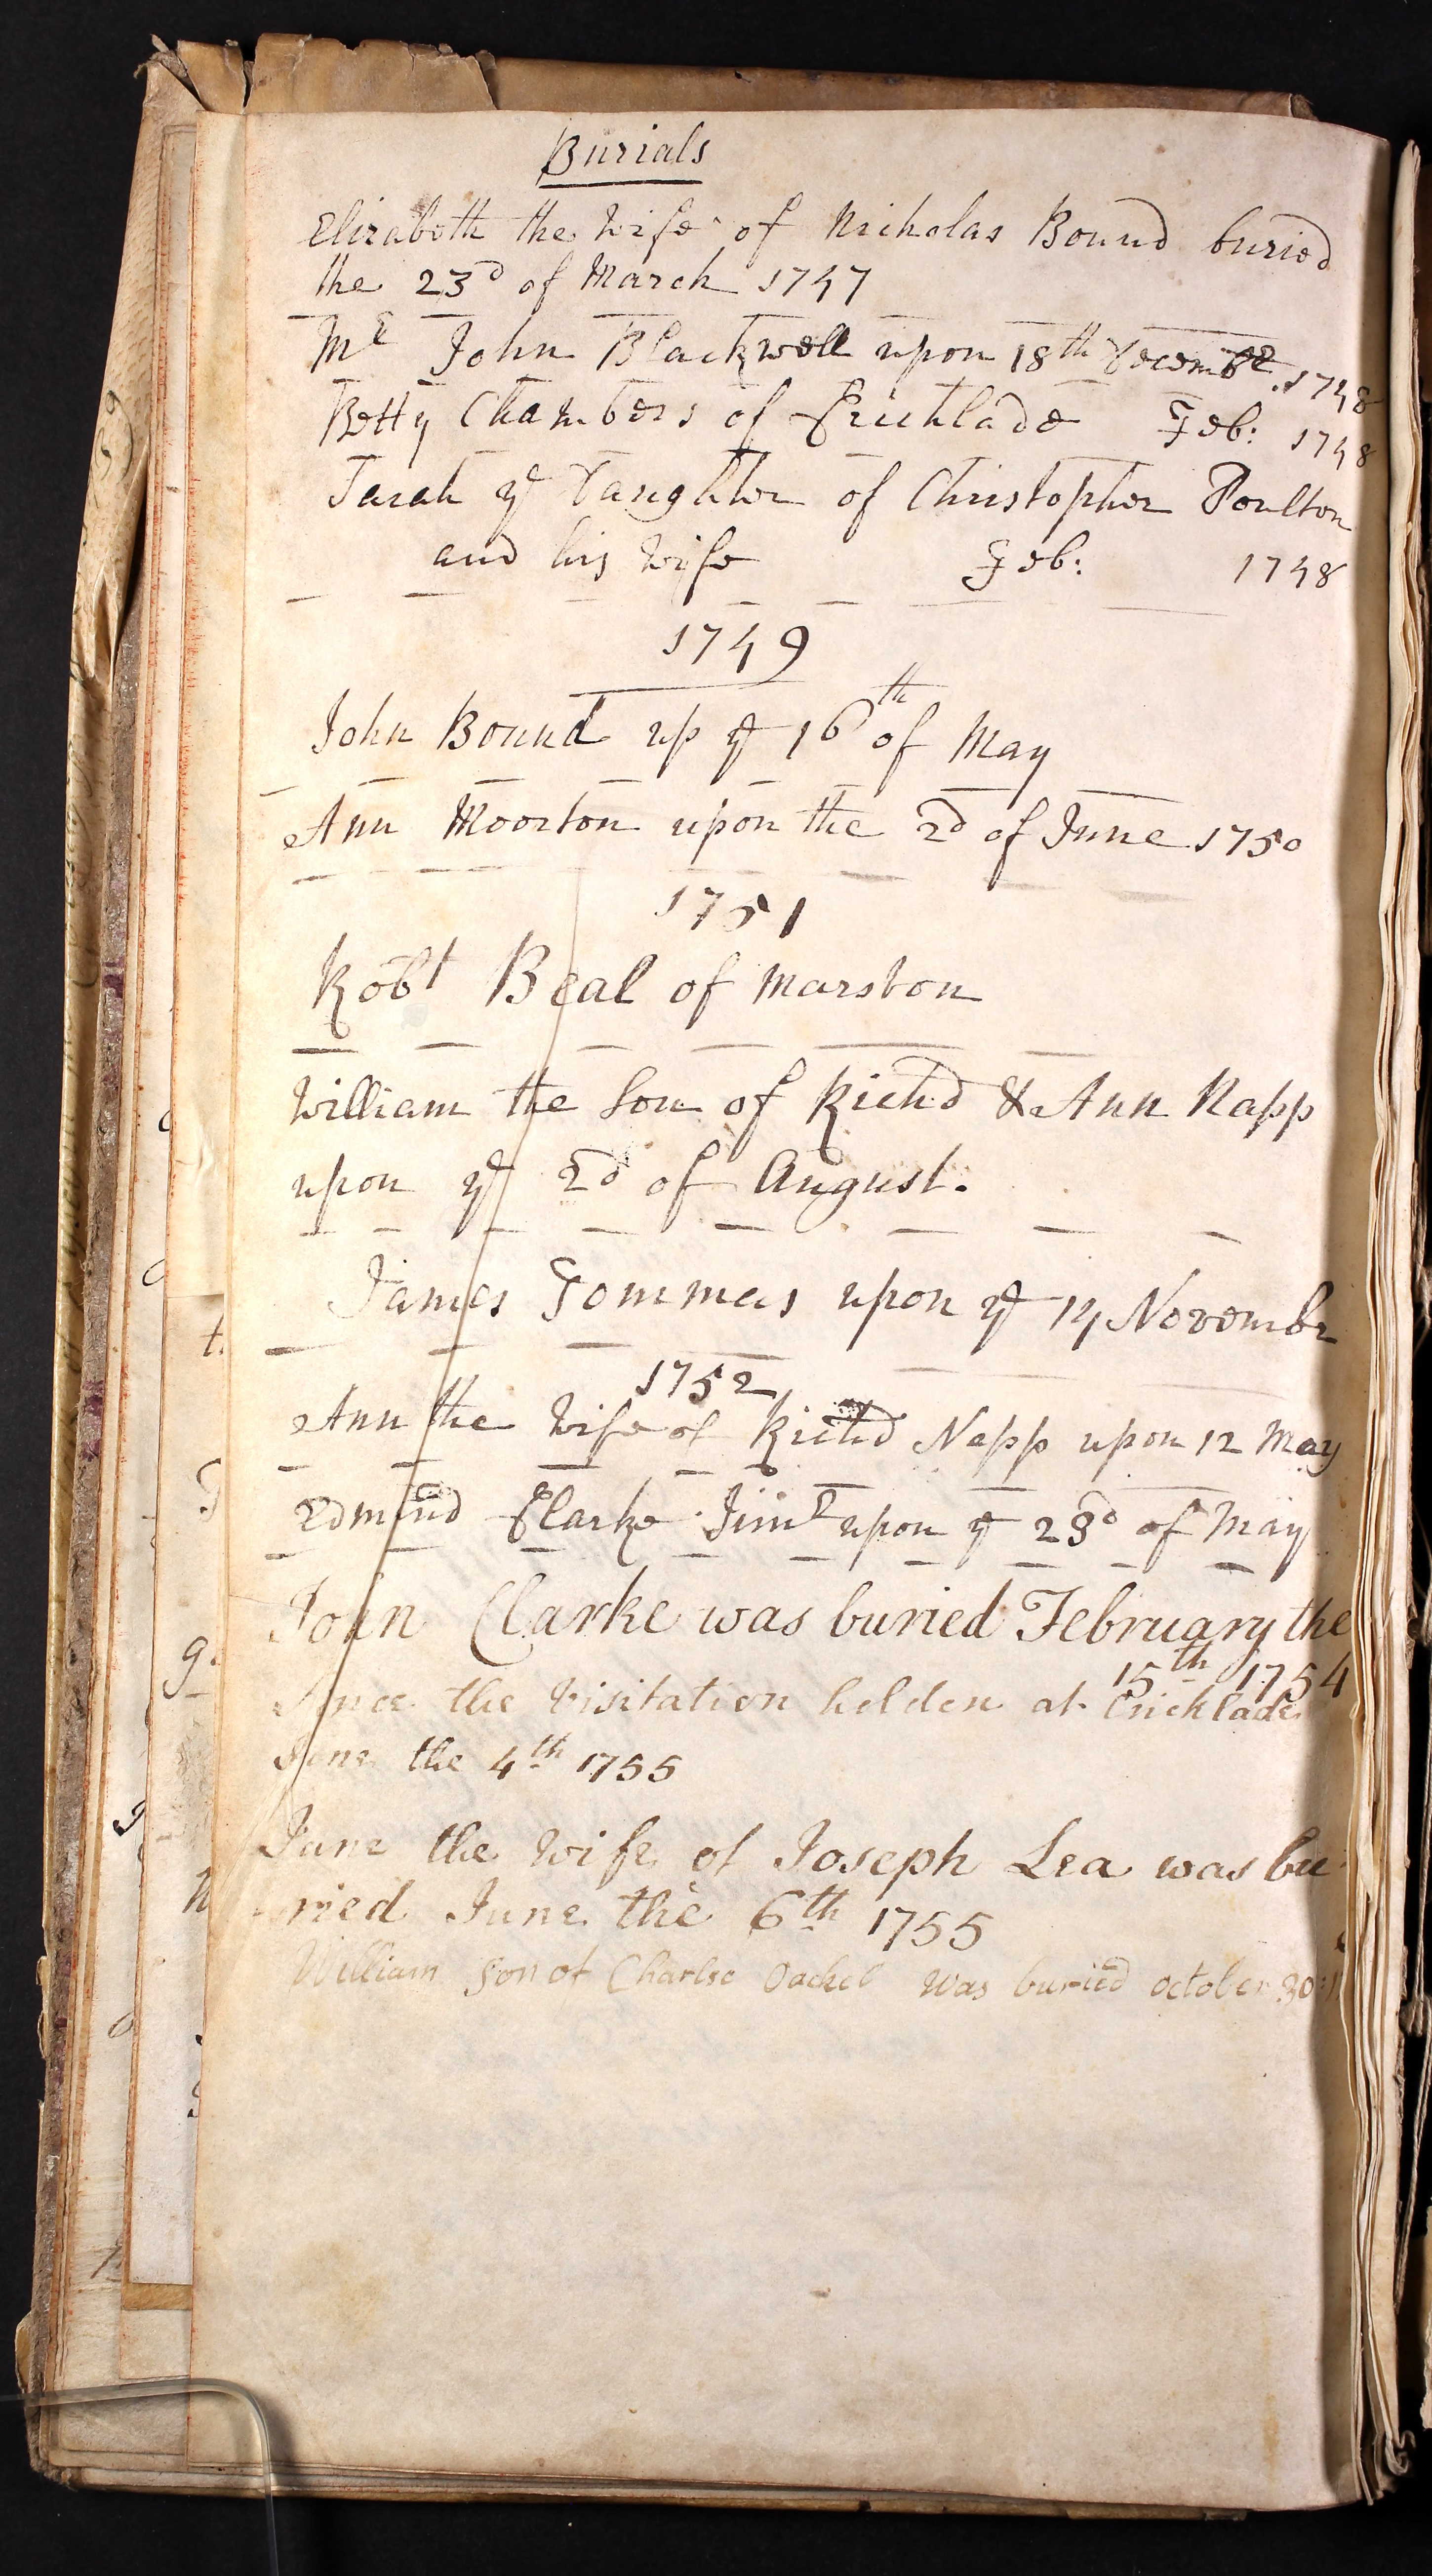 Burials
Elizabeth the Wife of Nicholas Bound buried
the 23d of March 1747
Mr John Blackwell upon 18th Decembr. 1748
Betty Chambers of Cricklade Feb: 1748
Sarah ye Daughter of Christopher Poulton
and his Wife Feb: 1748
1749
John Bound up ye 16th of May
Ann Moorton upon the 2d of June 1750
1751
Robt Beal of Marston
William the Son of Richd & Ann Napp
upon ye 2d of August.
James upon ye 14 Novembr
1752
Ann the Wife of Richd Napp upon 12 May
Edmund Clarke Junr upon ye 23d of May
John Clarke was buried February the
15th 1754
Since the Visitation holden at Cricklade
June the 4th 1755
Jane the Wife of Joseph Lea was bu
ried June the 6th 1755
William Son of Charlse was buried october 30